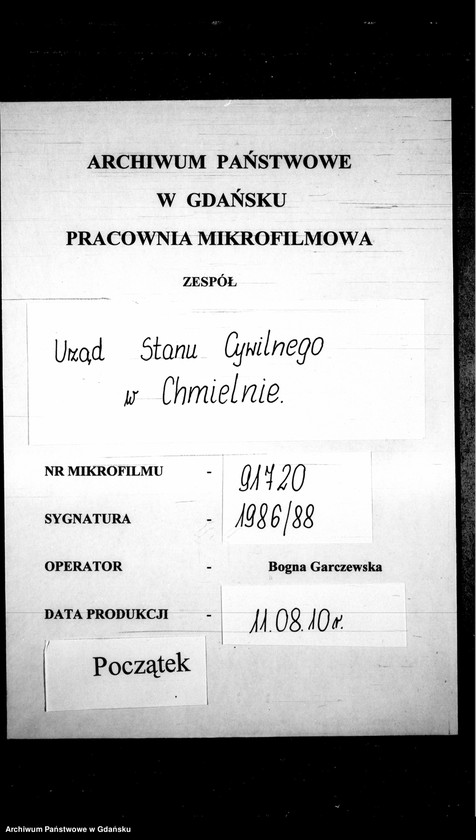 ARCHIWUM PAŃSTWOWE
W GDAŃSKU
PRACOWNIA MIKROFILMOWA
ZESPÓŁ
Urząd Stanu Cywilnego
w Chmielnie.
NR MIKROFILMU - 91720
SYGNATURA - 1986/88
OPERATOR - Bogna Garczewska
DATA PRODUKCJI - 11.08.10r.
Początek
Archiwum Państwowe w Gdańsku